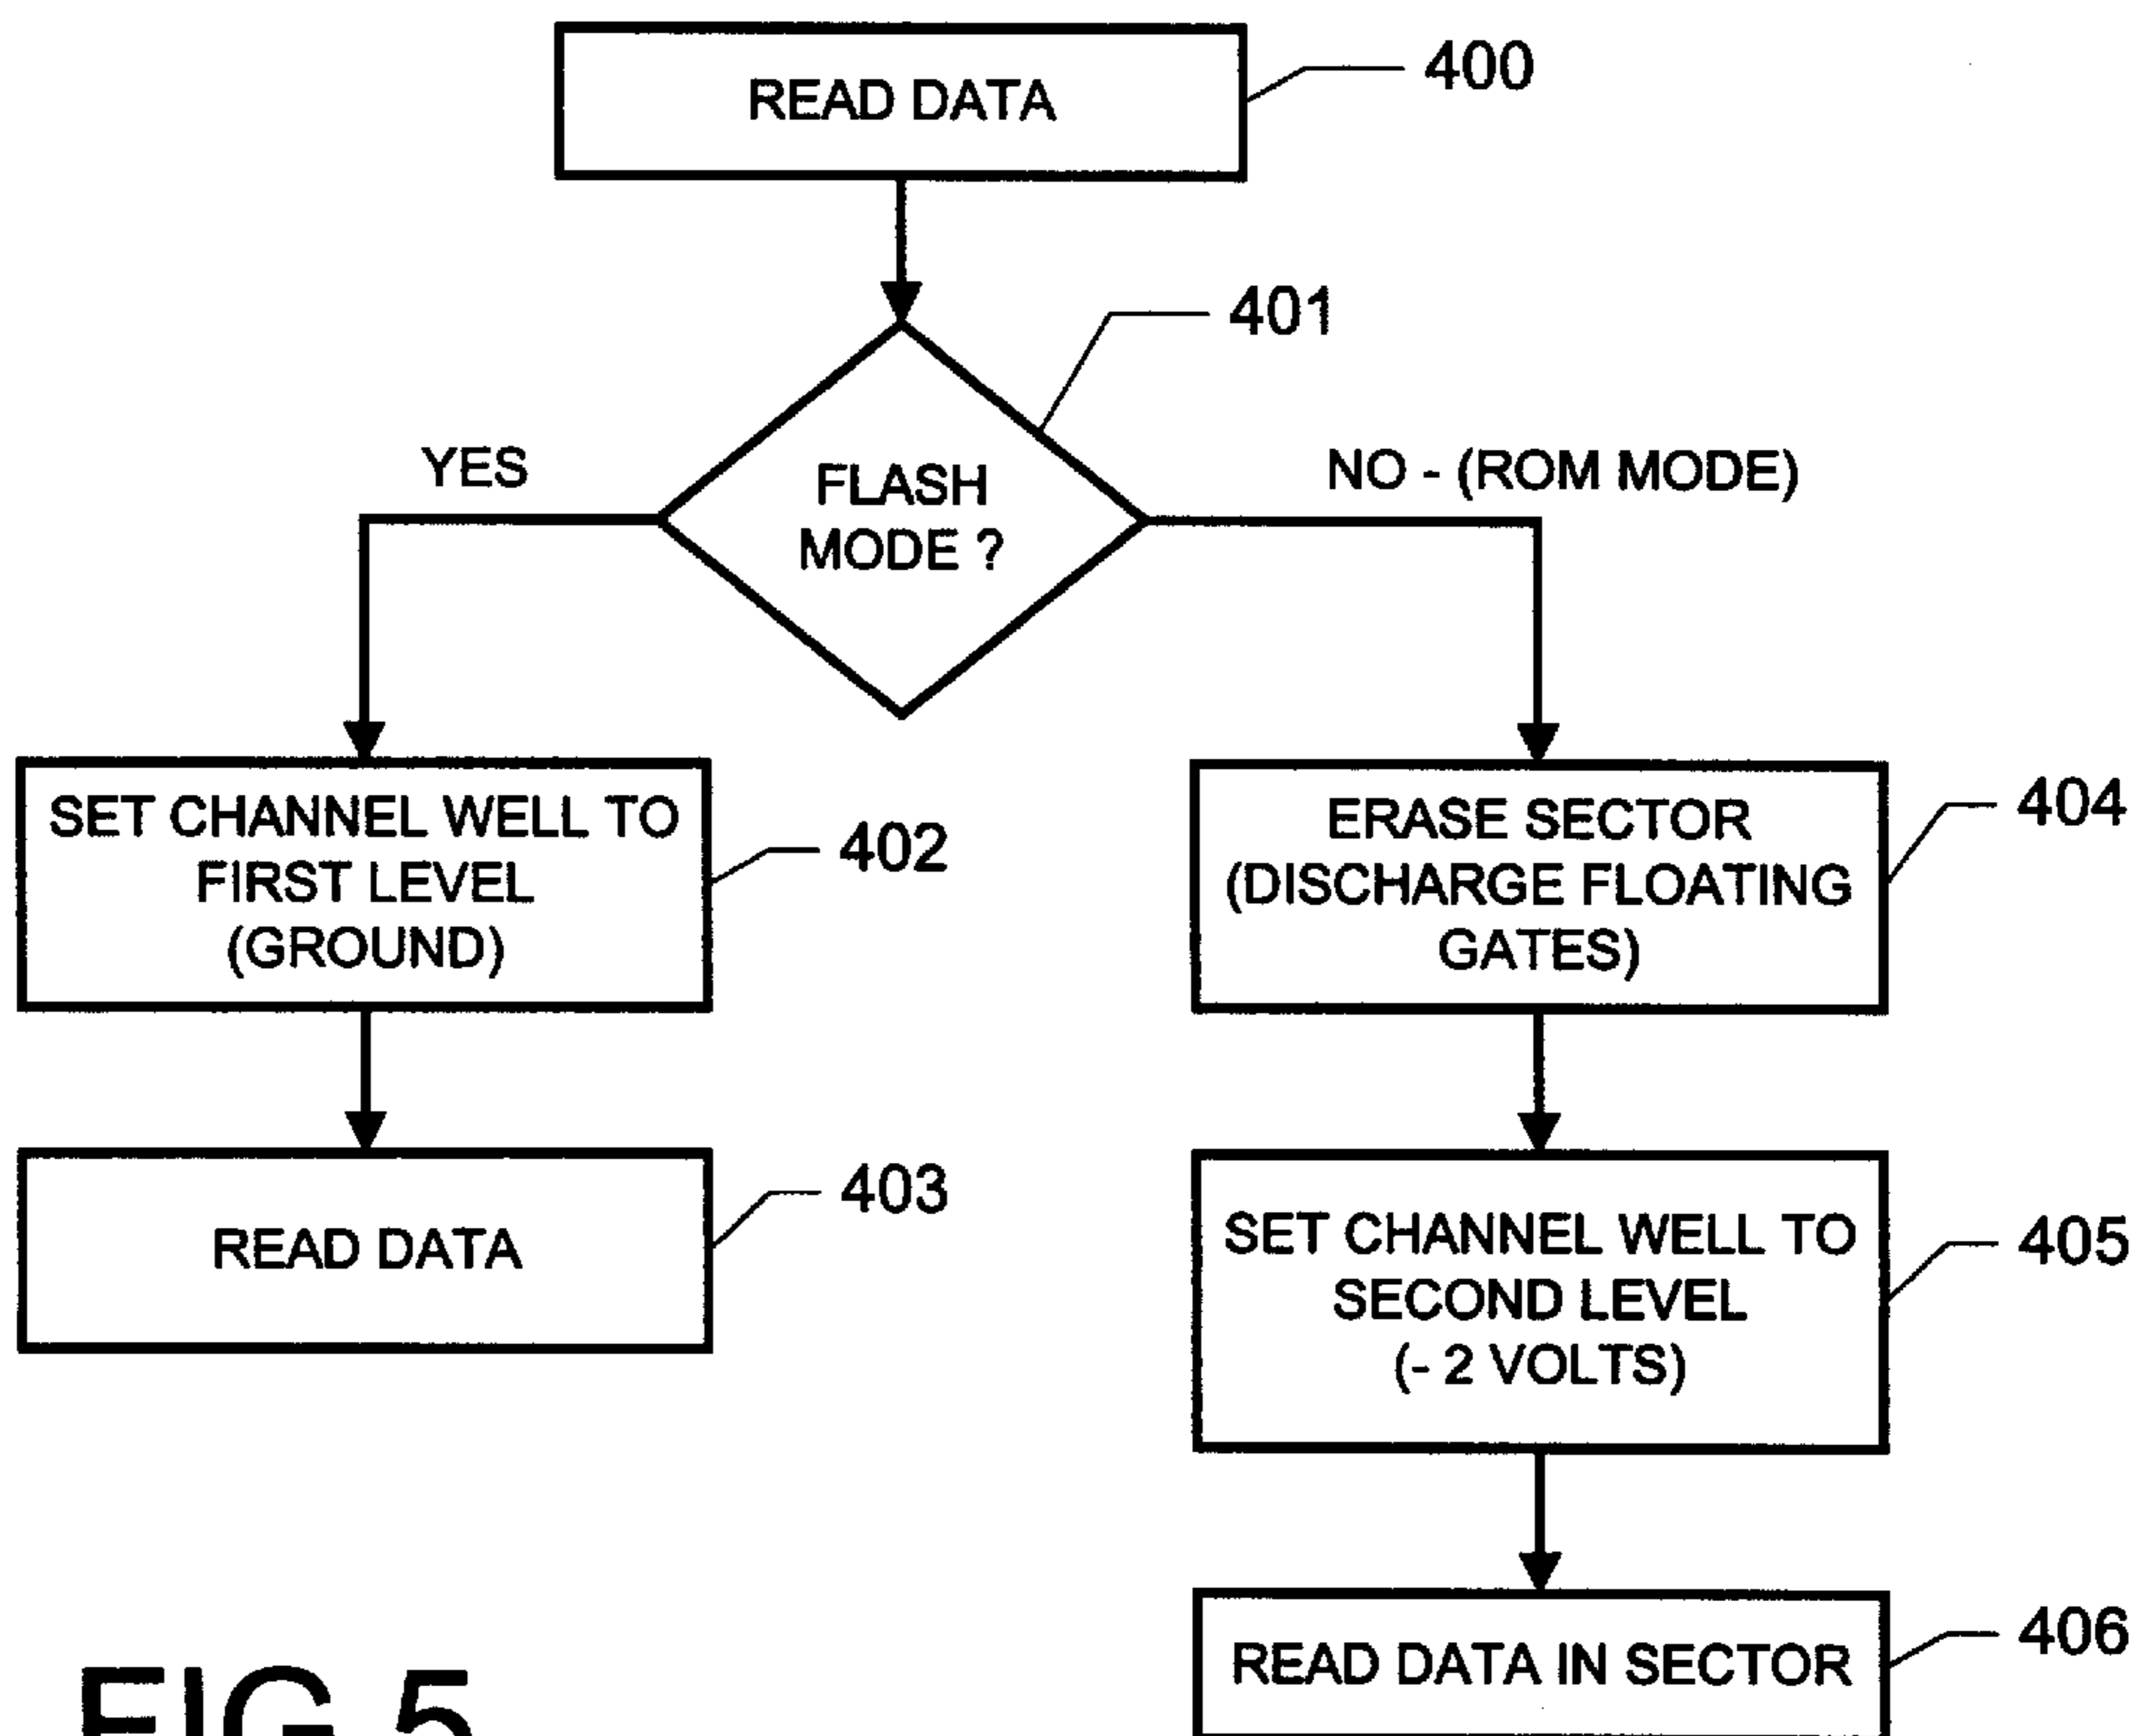 READ DATA
400
401
YES
FLASH
MODE ?
NO - (ROM MODE)
SET CHANNEL WELL TO
FIRST LEVEL
(GROUND)
402
ERASE SECTOR
(DISCHARGE FLOATING
GATES)
404
READ DATA
403
SET CHANNEL WELL TO
SECOND LEVEL
(- 2 VOLTS)
405
READ DATA IN SECTOR
406
FIG.5